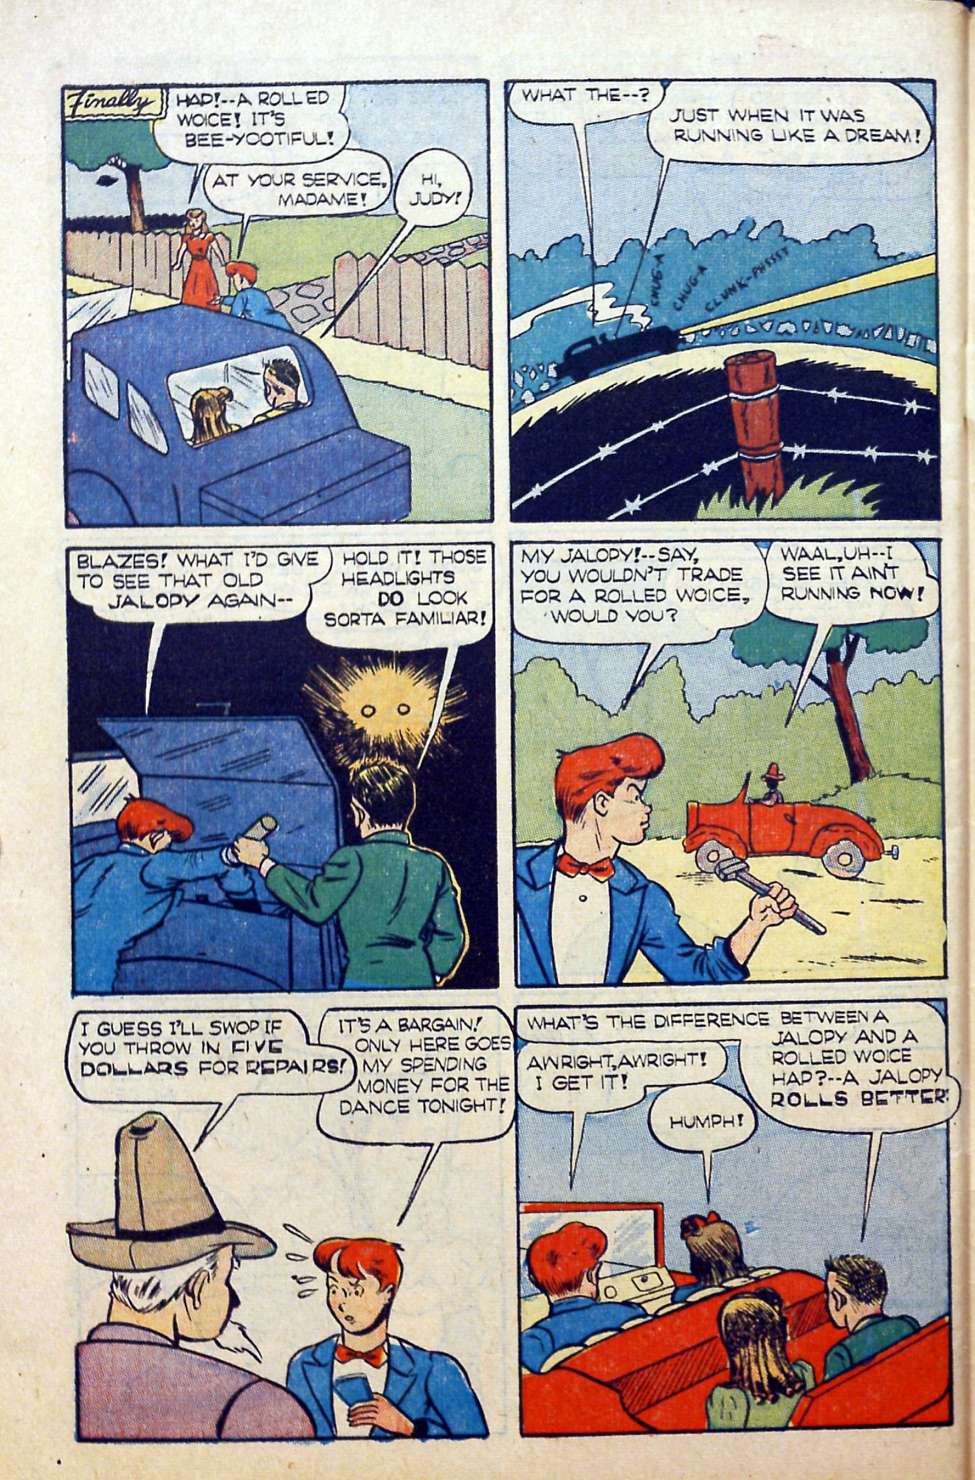 Finally
HAP!--A ROLLED
WOICE! IT'S
BEE-YOOTIFUL!
AT YOUR SERVICE,
MADAME!
HI,
JUDY!
WHAT THE--?
JUST WHEN IT WAS
RUNNING LIKE A DREAM!
CHUG-A
CHUG-A
CLUNK-PHSSST
BLAZES! WHAT I'D GIVE
TO SEE THAT OLD
JALOPY AGAIN--
HOLD IT! THOSE
HEADLIGHTS
DO LOOK
SORTA FAMILIAR!
MY JALOPY!--SAY,
YOU WOULDN'T TRADE
FOR A ROLLED WOICE,
WOULD YOU?
WAAL, UH--I
SEE IT AIN'T
RUNNING NOW!
I GUESS I'LL SWOP IF
YOU THROW IN FIVE
DOLLARS FOR REPAIRS!
IT'S A BARGAIN!
ONLY HERE GOES
MY SPENDING
MONEY FOR THE
DANCE TONIGHT!
WHAT'S THE DIFFERENCE BETWEEN A
JALOPY AND A
ROLLED WOICE
HAP?--A JALOPY
ROLLS BETTER!
AWRIGHT, AWRIGHT!
I GET IT!
HUMPH!